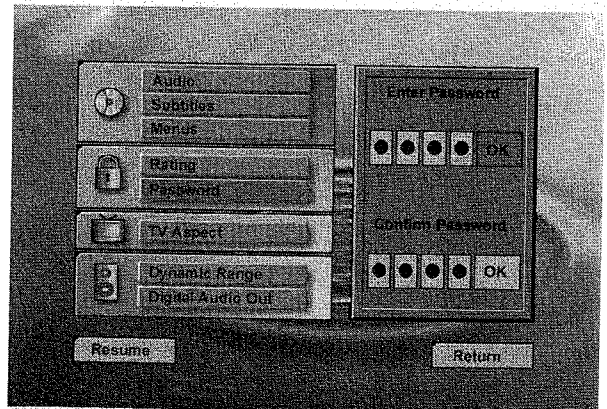 Audio
Subtitles
Menus
Rating
Password
TV Aspect
Dynamic Range
Digital Audio Out
Enter Password
OK
Confirm Password
OK
Resume
Return